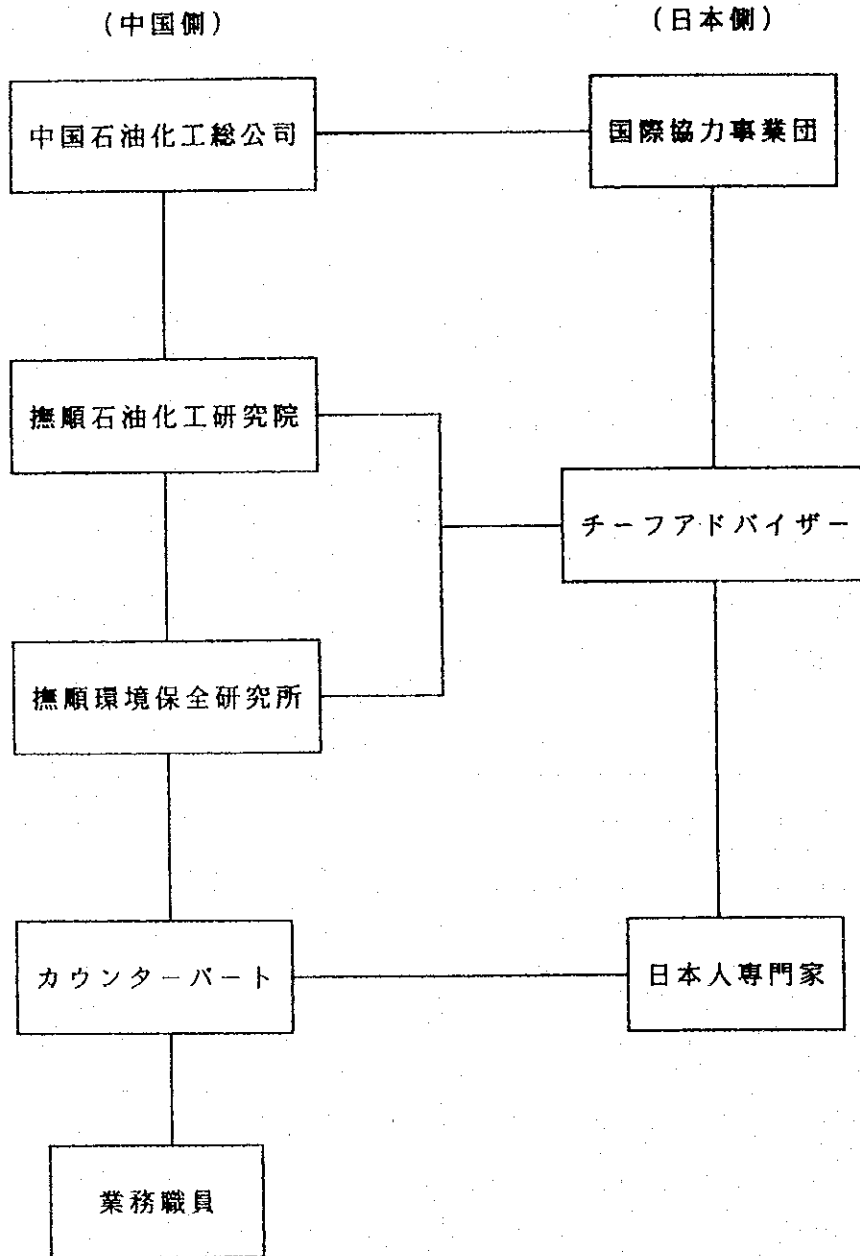 (中国側)
(日本側)
中国石油化工総公司
国際協力事業団
撫順石油化工研究院
チーフアドバイザー
撫順環境保全研究所
カウンターパート
日本人専門家
業務職員